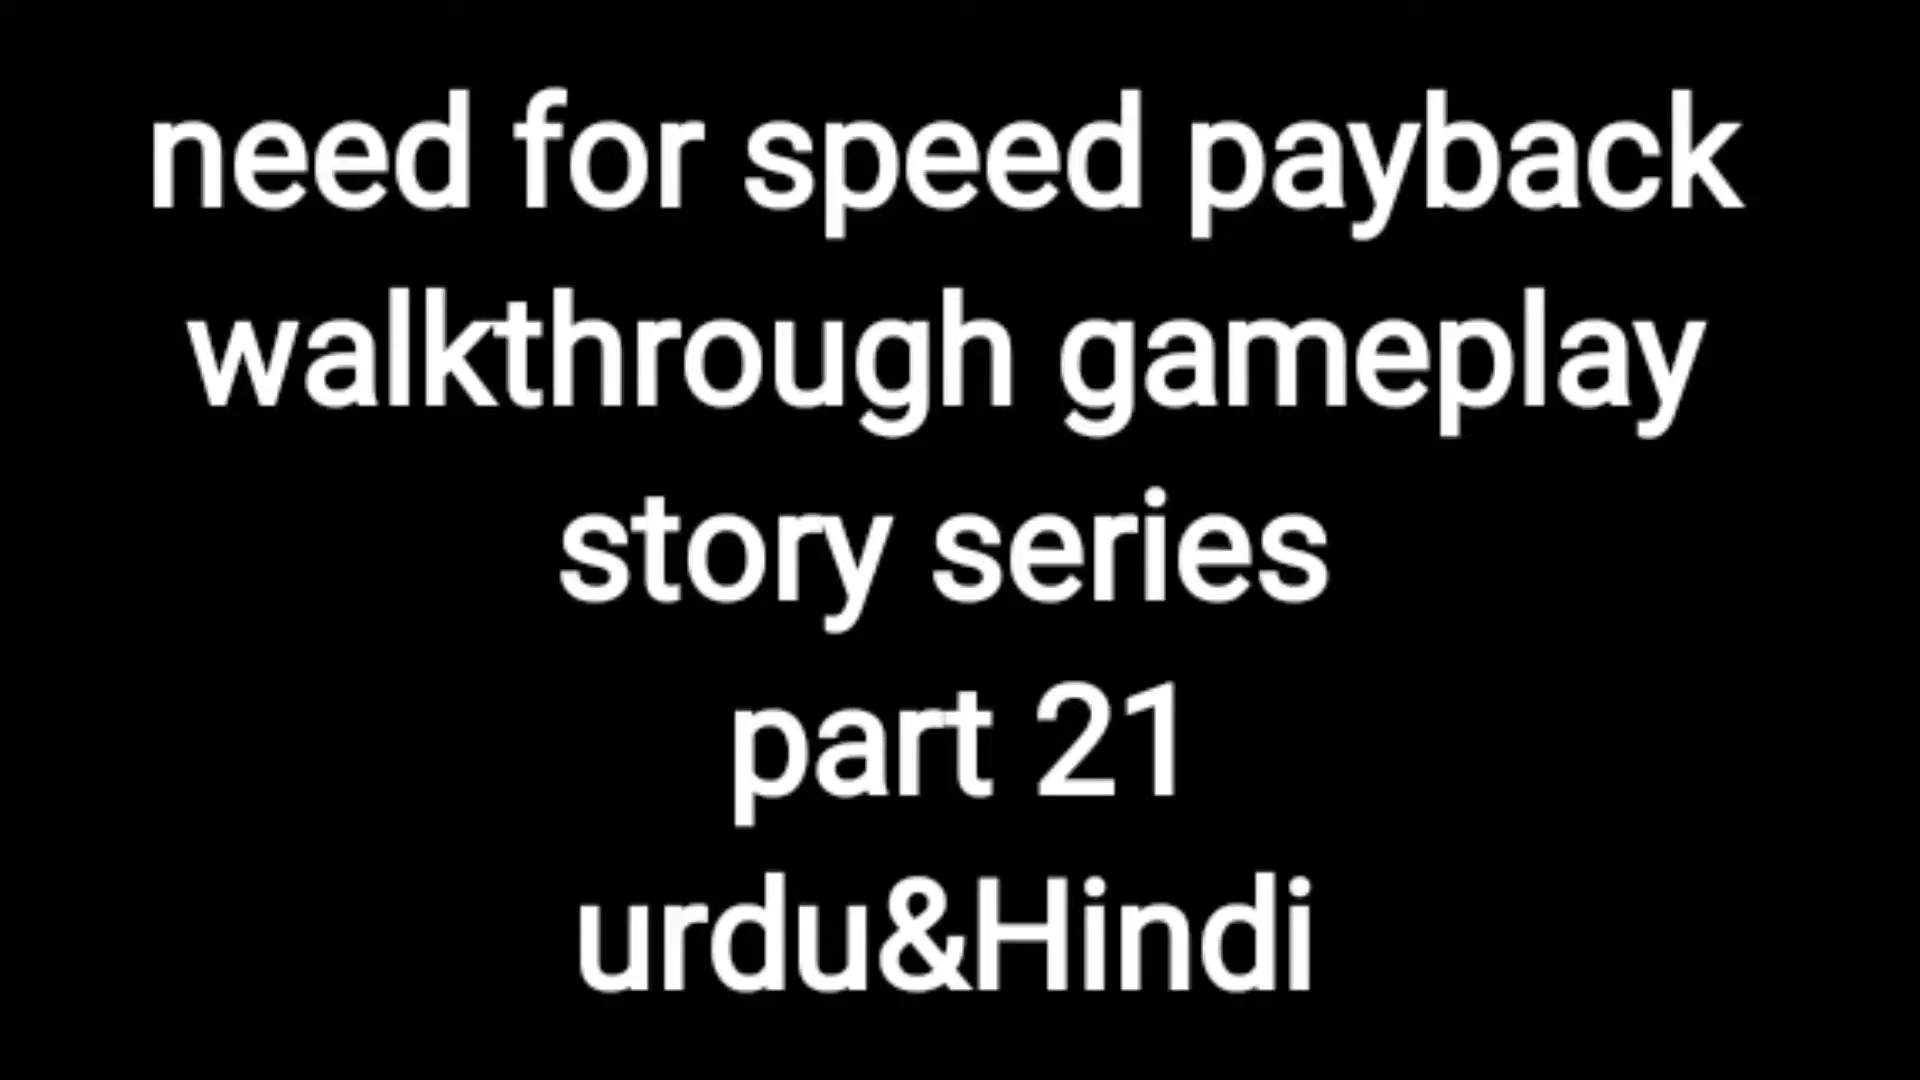 need for speed payback
walkthrough gameplay
story series
part 21
urdu&Hindi